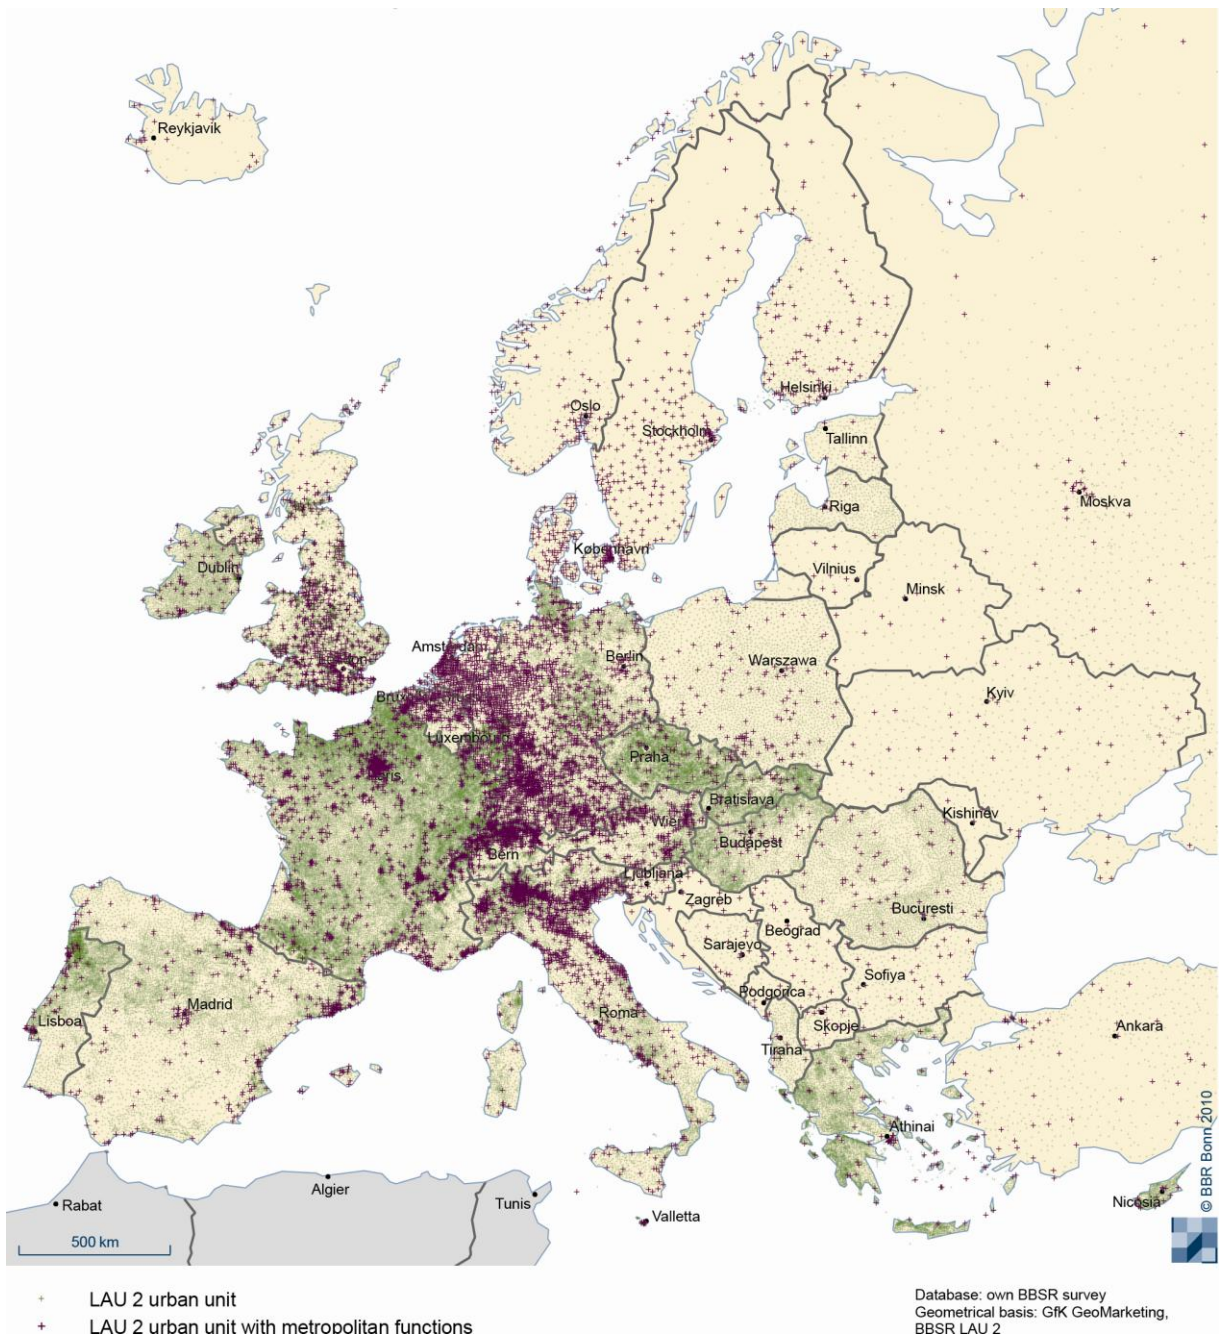 Reykjavik
Oslo
Stockholm
Helsinki
Tallinn
Riga
Moskva
København
Vilnius
Minsk
Dublin
Amsterdam
Berlin
Warszawa
Kyiv
Luxembourg
Praha
Bratislava
Wien
Budapest
Kishinev
Bern
Ljubljana
Zagreb
Bucuresti
Beograd
Sarajevo
Sofiya
Podgorica
Skopje
Tirana
Madrid
Lisboa
Roma
Ankara
Athinai
Nicosia
Rabat
Algier
Tunis
Valletta
500 km
© BBR Bonn 2010
LAU 2 urban unit
LAU 2 urban unit with metropolitan functions
Database: own BBSR survey
Geometrical basis: GfK GeoMarketing,
BBSR LAU 2